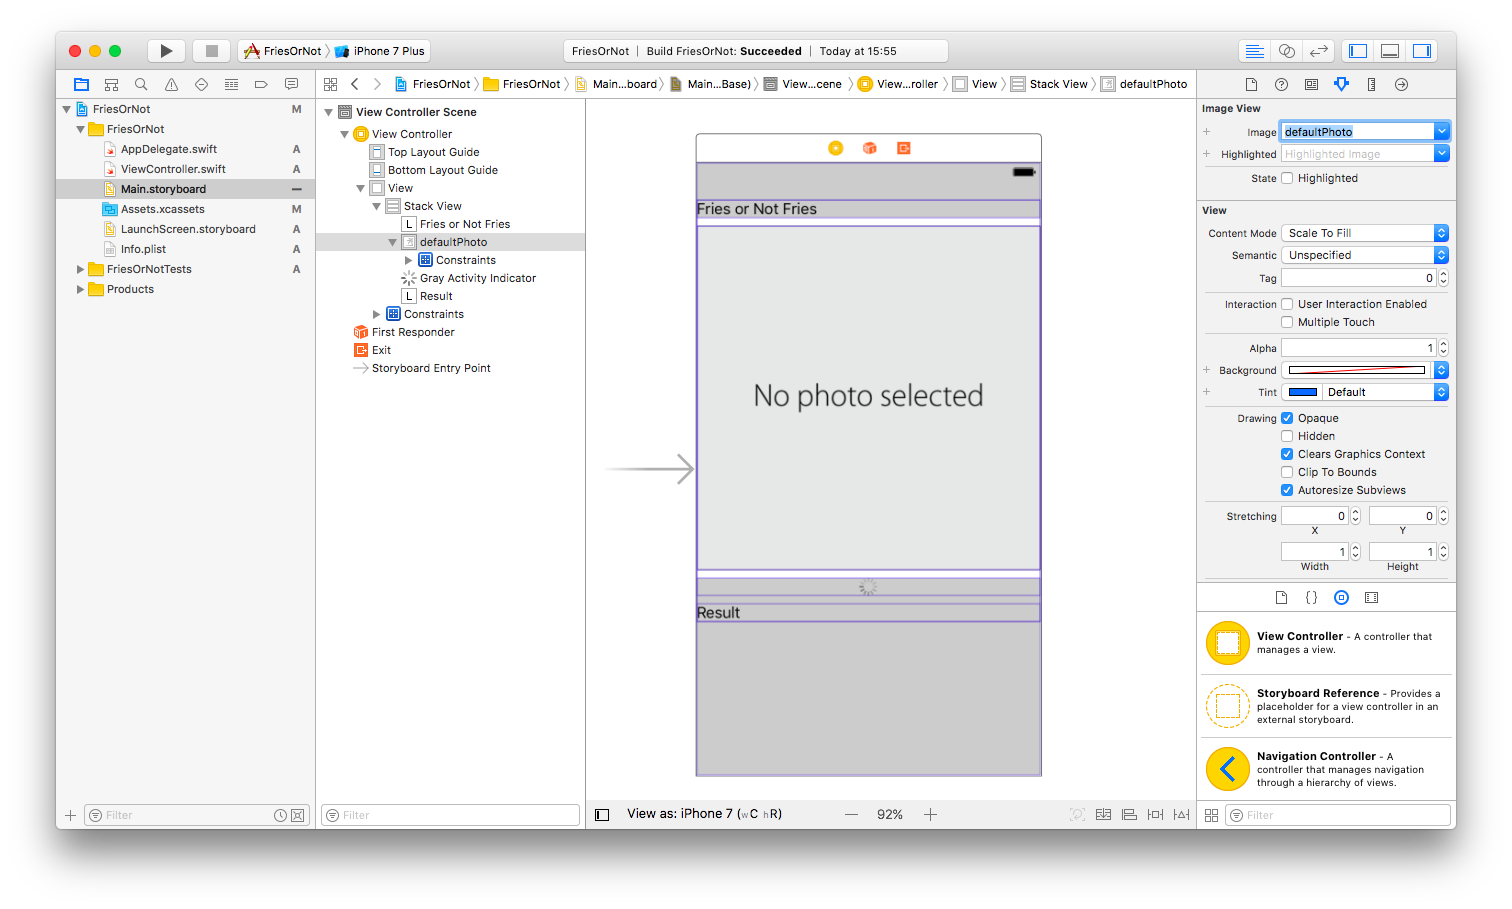 FriesOrNot iPhone 7 Plus
FriesOrNot | Build FriesOrNot: Succeeded | Today at 15:55
FriesOrNot FriesOrNot Main...board Main...Base) View...cene View...roller View Stack View defaultPhoto
FriesOrNot M
FriesOrNot
AppDelegate.swift A
ViewController.swift A
Main.storyboard
Assets.xcassets M
LaunchScreen.storyboard A
Info.plist A
FriesOrNotTests A
Products
Filter
View Controller Scene
View Controller
Top Layout Guide
Bottom Layout Guide
View
Stack View
L Fries or Not Fries
defaultPhoto
Constraints
Gray Activity Indicator
L Result
Constraints
First Responder
Exit
Storyboard Entry Point
Filter
Fries or Not Fries
No photo selected
Result
View as: iPhone 7 (wC hR)
92%
Image View
Image defaultPhoto
Highlighted Highlighted Image
State Highlighted
View
Content Mode Scale To Fill
Semantic Unspecified
Tag 0
Interaction User Interaction Enabled
Multiple Touch
Alpha 1
Background
Tint Default
Drawing Opaque
Hidden
Clears Graphics Context
Clip To Bounds
Autoresize Subviews
Stretching 0 0
X Y
1 1
Width Height
{}
View Controller - A controller that
manages a view.
Storyboard Reference - Provides a
placeholder for a view controller in an
external storyboard.
Navigation Controller - A
controller that manages navigation
through a hierarchy of views.
Filter